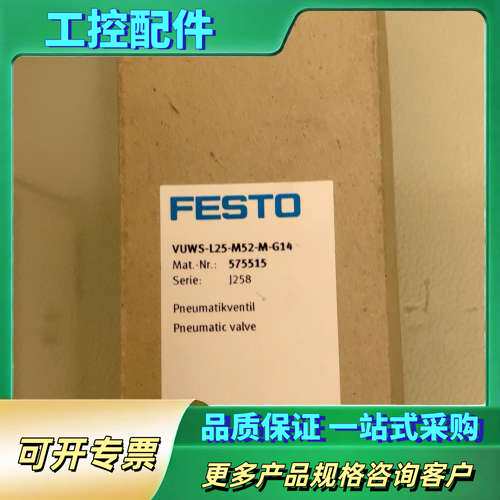 工控配件
FESTO
VUWS-L25-M52-M-G14
Mat.-Nr.: 575515
Serie: J258
Pneumatikventil
Pneumatic valve
品质保证 一站式采购
可开专票
更多产品规格咨询客户